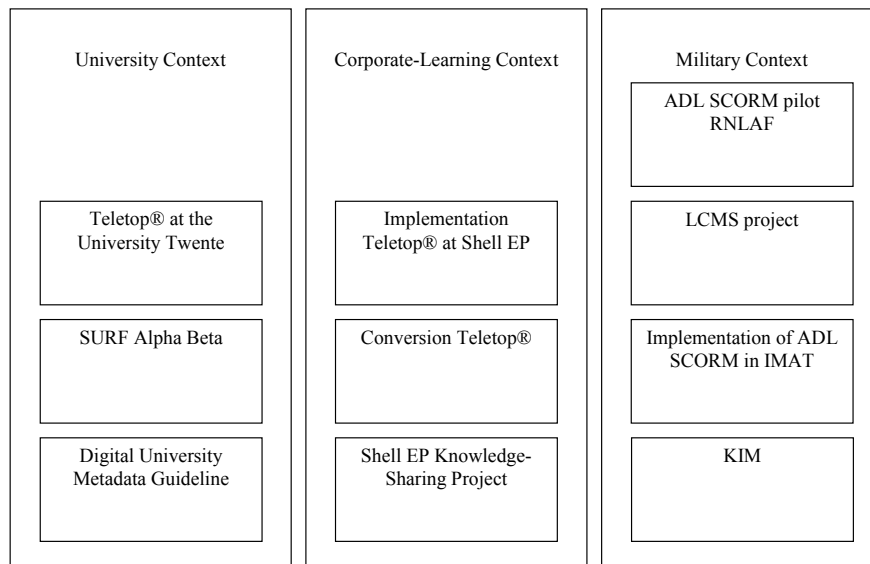 University Context
Teletop® at the
University Twente
SURF Alpha Beta
Digital University
Metadata Guideline
Corporate-Learning Context
Implementation
Teletop® at Shell EP
Conversion Teletop®
Shell EP Knowledge-
Sharing Project
Military Context
ADL SCORM pilot
RNLAF
LCMS project
Implementation of ADL
SCORM in IMAT
KIM